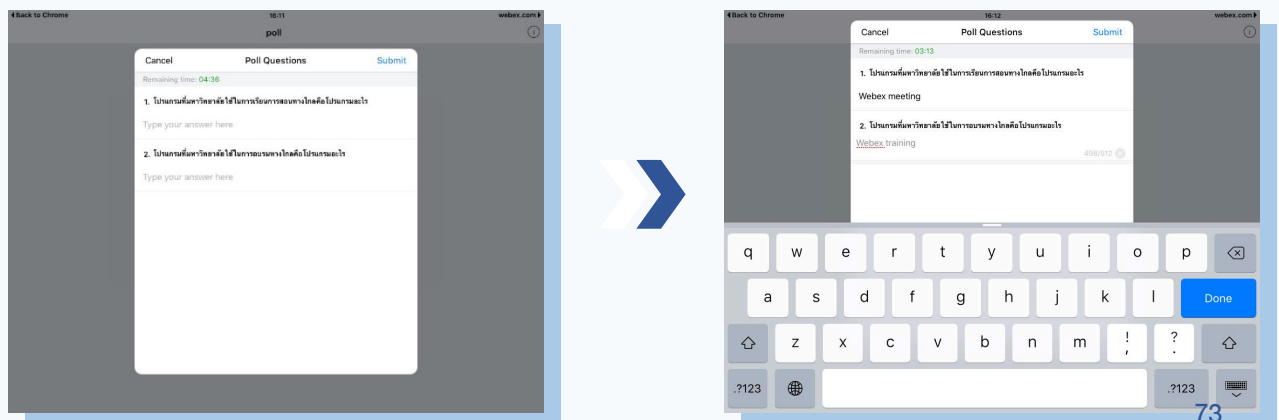 Back to Chrome
16:11
webex.com
poll
Cancel
Poll Questions
Submit
Remaining time: 04:36
1. โปรแกรมที่มหาวิทยาลัยใช้ในการเรียนการสอนทางไกลคือโปรแกรมอะไร
Type your answer here
2. โปรแกรมที่มหาวิทยาลัยใช้ในการอบรมทางไกลคือโปรแกรมอะไร
Type your answer here
Back to Chrome
16:12
webex.com
Cancel
Poll Questions
Submit
Remaining time: 03:13
1. โปรแกรมที่มหาวิทยาลัยใช้ในการเรียนการสอนทางไกลคือโปรแกรมอะไร
Webex meeting
2. โปรแกรมที่มหาวิทยาลัยใช้ในการอบรมทางไกลคือโปรแกรมอะไร
Webex training
498/512
q w e r t y u i o p
a s d f g h j k l Done
z x c v b n m ! , ? .
.?123 .?123
73